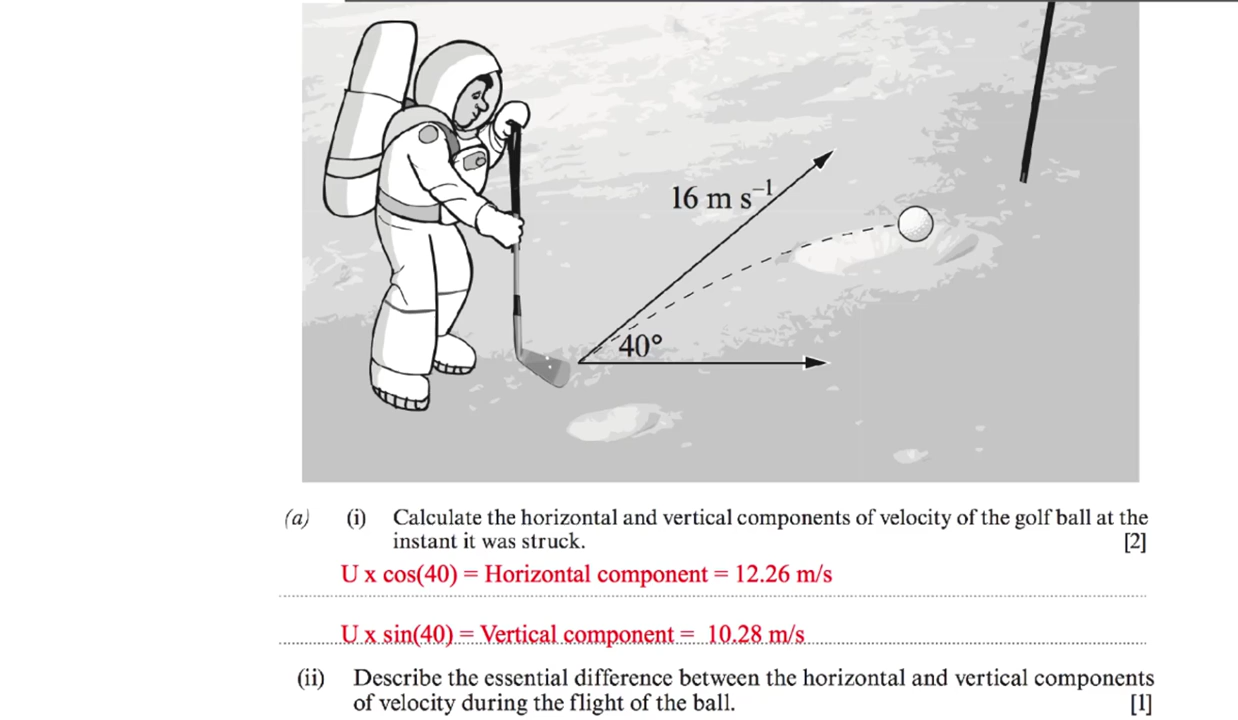 16 m s⁻¹
40°
(a) (i) Calculate the horizontal and vertical components of velocity of the golf ball at the
instant it was struck. [2]
U x cos(40) = Horizontal component = 12.26 m/s
U x sin(40) = Vertical component = 10.28 m/s
(ii) Describe the essential difference between the horizontal and vertical components
of velocity during the flight of the ball. [1]